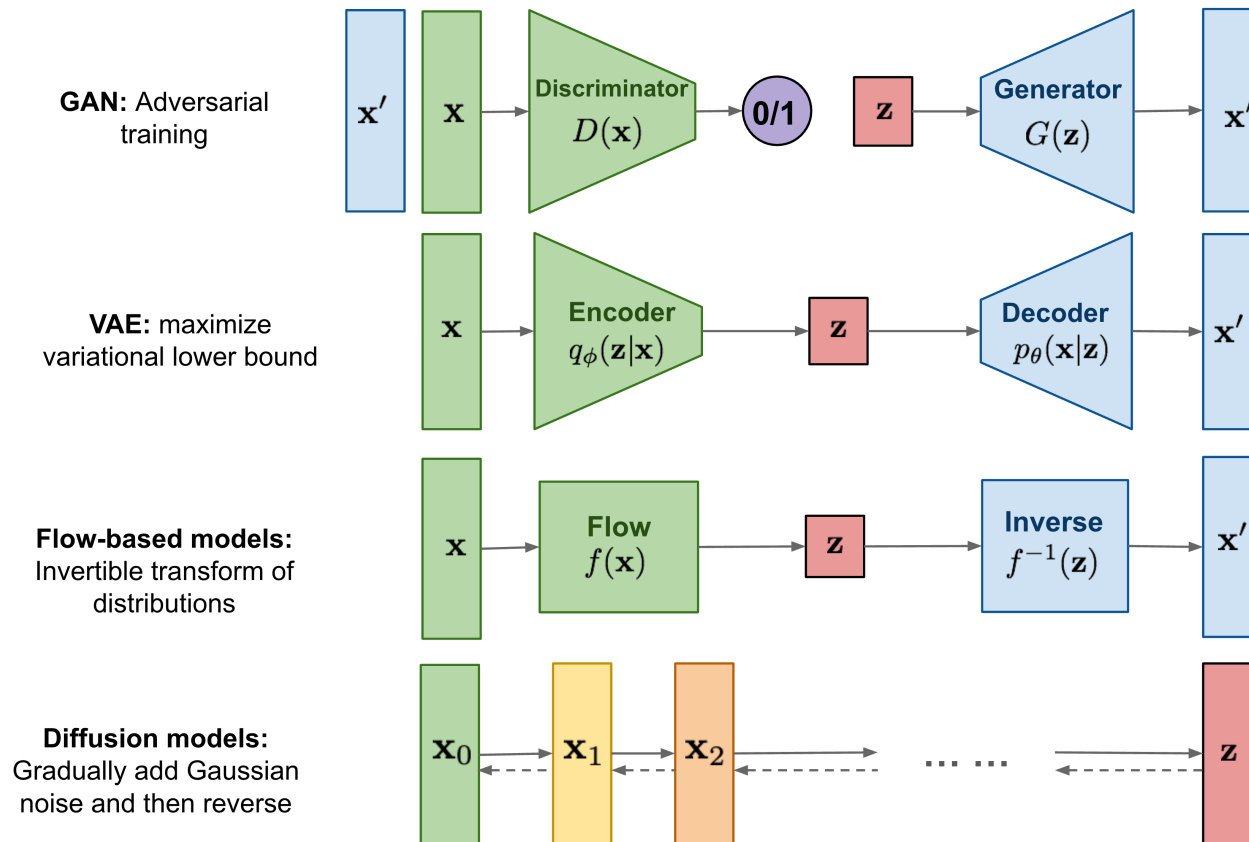 GAN: Adversarial
training
x′
x
Discriminator
D(x)
0/1
z
Generator
G(z)
x′
VAE: maximize
variational lower bound
x
Encoder
qϕ(z|x)
z
Decoder
pθ(x|z)
x′
Flow-based models:
Invertible transform of
distributions
x
Flow
f(x)
z
Inverse
f⁻¹(z)
x′
Diffusion models:
Gradually add Gaussian
noise and then reverse
x₀
x₁
x₂
... ...
z